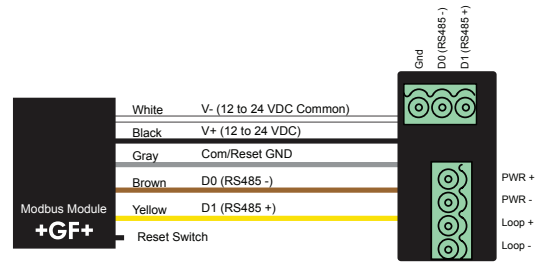 Gnd
D0 (RS485 -)
D1 (RS485 +)
White V- (12 to 24 VDC Common)
Black V+ (12 to 24 VDC)
Gray Com/Reset GND
Brown D0 (RS485 -)
Yellow D1 (RS485 +)
Reset Switch
Modbus Module
+GF+
PWR +
PWR -
Loop +
Loop -